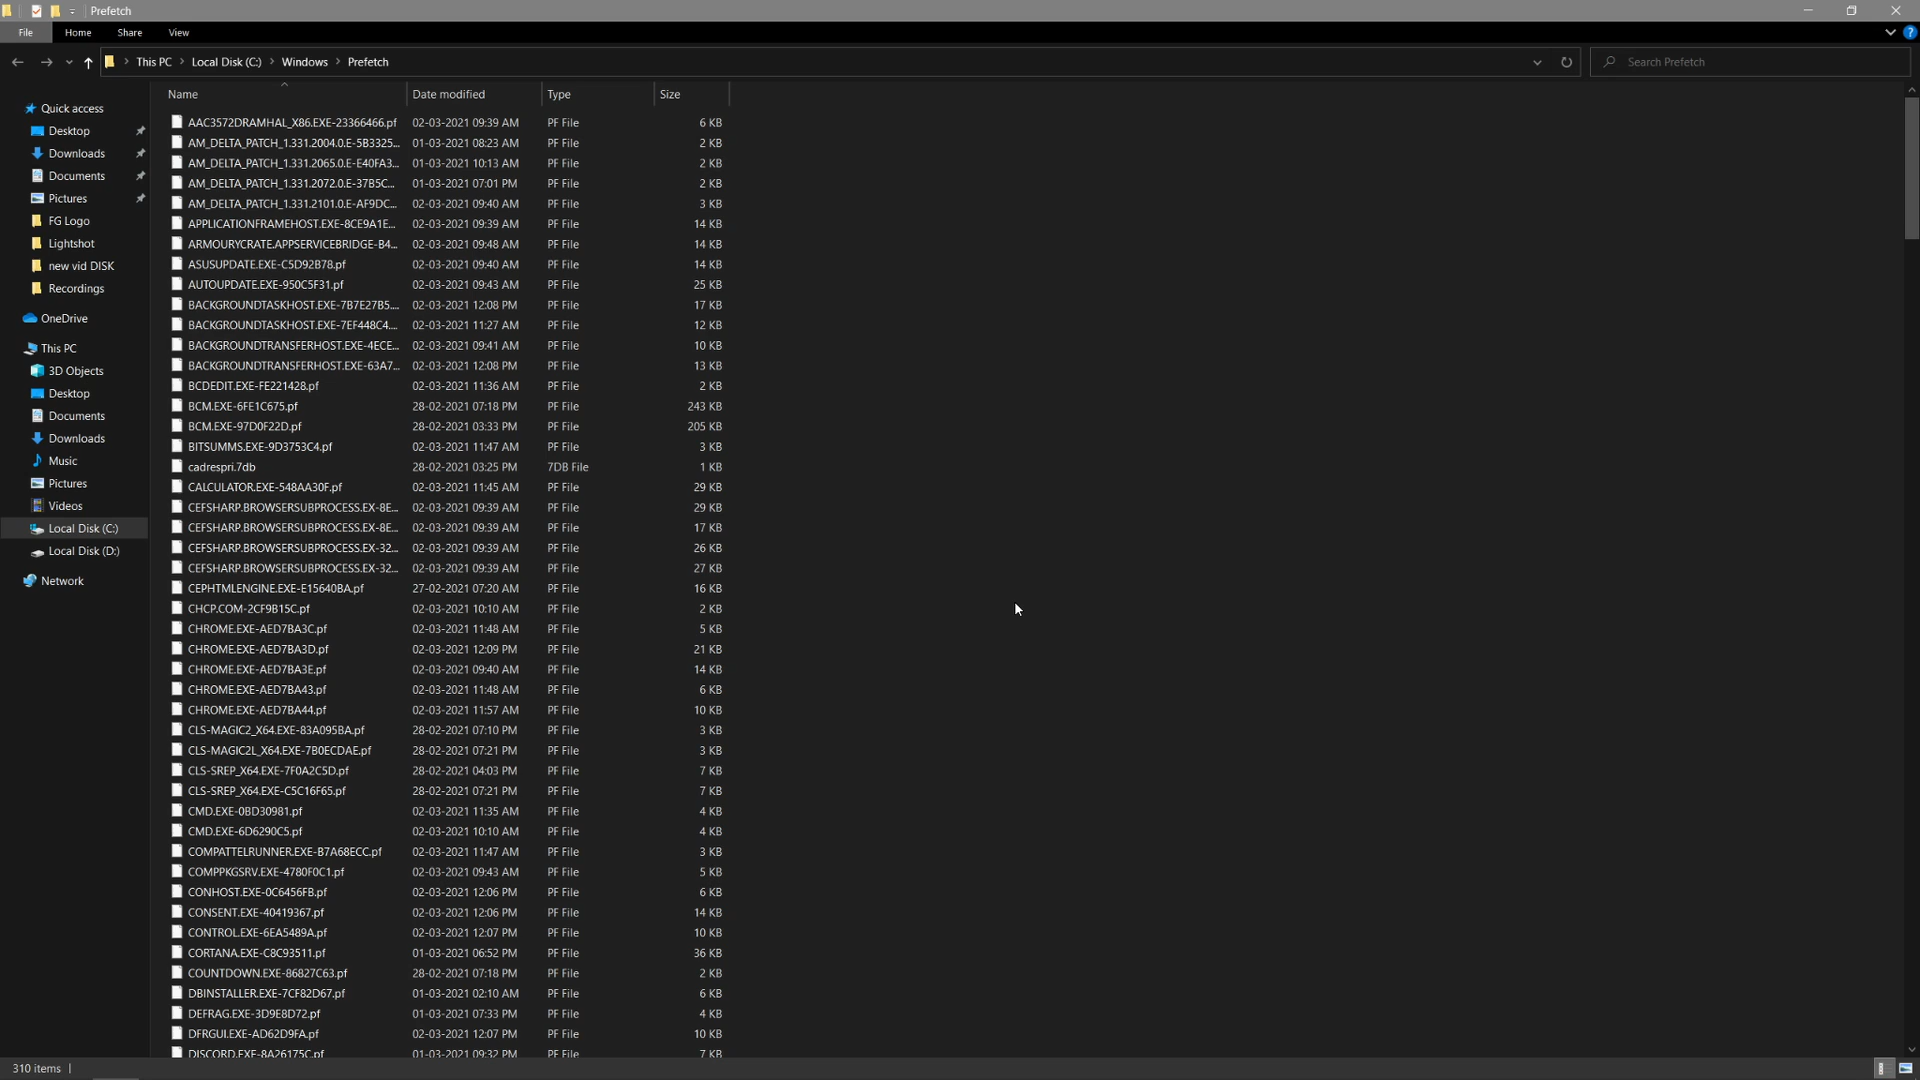 Prefetch
File Home Share View
This PC Local Disk (C:) Windows Prefetch
Search Prefetch
Quick access
Desktop
Downloads
Documents
Pictures
FG Logo
Lightshot
new vid DISK
Recordings
OneDrive
This PC
3D Objects
Desktop
Documents
Downloads
Music
Pictures
Videos
Local Disk (C:)
Local Disk (D:)
Network
Name Date modified Type Size
AAC3572DRAMHAL_X86.EXE-23366466.pf 02-03-2021 09:39 AM PF File 6 KB
AM_DELTA_PATCH_1.331.2004.0.E-5B3325... 01-03-2021 08:23 AM PF File 2 KB
AM_DELTA_PATCH_1.331.2065.0.E-E40FA3... 01-03-2021 10:13 AM PF File 2 KB
AM_DELTA_PATCH_1.331.2072.0.E-37B5C... 01-03-2021 07:01 PM PF File 2 KB
AM_DELTA_PATCH_1.331.2101.0.E-AF9DC... 02-03-2021 09:40 AM PF File 3 KB
APPLICATIONFRAMEHOST.EXE-8CE9A1E... 02-03-2021 09:39 AM PF File 14 KB
ARMOURYCRATE.APPSERVICEBRIDGE-B4... 02-03-2021 09:48 AM PF File 14 KB
ASUSUPDATE.EXE-C5D92B78.pf 02-03-2021 09:40 AM PF File 14 KB
AUTOUPDATE.EXE-950C5F31.pf 02-03-2021 09:43 AM PF File 25 KB
BACKGROUNDTASKHOST.EXE-7B7E27B5... 02-03-2021 12:08 PM PF File 17 KB
BACKGROUNDTASKHOST.EXE-7EF448C4... 02-03-2021 11:27 AM PF File 12 KB
BACKGROUNDTRANSFERHOST.EXE-4ECE... 02-03-2021 09:41 AM PF File 10 KB
BACKGROUNDTRANSFERHOST.EXE-63A7... 02-03-2021 12:08 PM PF File 13 KB
BCDEDIT.EXE-FE221428.pf 02-03-2021 11:36 AM PF File 2 KB
BCM.EXE-6FE1C675.pf 28-02-2021 07:18 PM PF File 243 KB
BCM.EXE-97D0F22D.pf 28-02-2021 03:33 PM PF File 205 KB
BITSUMMS.EXE-9D3753C4.pf 02-03-2021 11:47 AM PF File 3 KB
cadrespri.7db 28-02-2021 03:25 PM 7DB File 1 KB
CALCULATOR.EXE-548AA30F.pf 02-03-2021 11:45 AM PF File 29 KB
CEFSHARP.BROWSERSUBPROCESS.EX-8E... 02-03-2021 09:39 AM PF File 29 KB
CEFSHARP.BROWSERSUBPROCESS.EX-8E... 02-03-2021 09:39 AM PF File 17 KB
CEFSHARP.BROWSERSUBPROCESS.EX-32... 02-03-2021 09:39 AM PF File 26 KB
CEFSHARP.BROWSERSUBPROCESS.EX-32... 02-03-2021 09:39 AM PF File 27 KB
CEPHTMLENGINE.EXE-E15640BA.pf 27-02-2021 07:20 AM PF File 16 KB
CHCP.COM-2CF9B15C.pf 02-03-2021 10:10 AM PF File 2 KB
CHROME.EXE-AED7BA3C.pf 02-03-2021 11:48 AM PF File 5 KB
CHROME.EXE-AED7BA3D.pf 02-03-2021 12:09 PM PF File 21 KB
CHROME.EXE-AED7BA3E.pf 02-03-2021 09:40 AM PF File 14 KB
CHROME.EXE-AED7BA43.pf 02-03-2021 11:48 AM PF File 6 KB
CHROME.EXE-AED7BA44.pf 02-03-2021 11:57 AM PF File 10 KB
CLS-MAGIC2_X64.EXE-83A095BA.pf 28-02-2021 07:10 PM PF File 3 KB
CLS-MAGIC2L_X64.EXE-7B0ECDAE.pf 28-02-2021 07:21 PM PF File 3 KB
CLS-SREP_X64.EXE-7F0A2C5D.pf 28-02-2021 04:03 PM PF File 7 KB
CLS-SREP_X64.EXE-C5C16F65.pf 28-02-2021 07:21 PM PF File 7 KB
CMD.EXE-0BD30981.pf 02-03-2021 11:35 AM PF File 4 KB
CMD.EXE-6D6290C5.pf 02-03-2021 10:10 AM PF File 4 KB
COMPATTELRUNNER.EXE-B7A68ECC.pf 02-03-2021 11:47 AM PF File 3 KB
COMPPKGSRV.EXE-4780F0C1.pf 02-03-2021 09:43 AM PF File 5 KB
CONHOST.EXE-0C6456FB.pf 02-03-2021 12:06 PM PF File 6 KB
CONSENT.EXE-40419367.pf 02-03-2021 12:06 PM PF File 14 KB
CONTROL.EXE-6EA5489A.pf 02-03-2021 12:07 PM PF File 10 KB
CORTANA.EXE-C8C93511.pf 01-03-2021 06:52 PM PF File 36 KB
COUNTDOWN.EXE-86827C63.pf 28-02-2021 07:18 PM PF File 2 KB
DBINSTALLER.EXE-7CF82D67.pf 01-03-2021 02:10 AM PF File 6 KB
DEFRAG.EXE-3D9E8D72.pf 01-03-2021 07:33 PM PF File 4 KB
DFRGUI.EXE-AD62D9FA.pf 02-03-2021 12:07 PM PF File 10 KB
DISCORD.EXE-8A26175C.pf 01-03-2021 09:32 PM PF File 7 KB
310 items